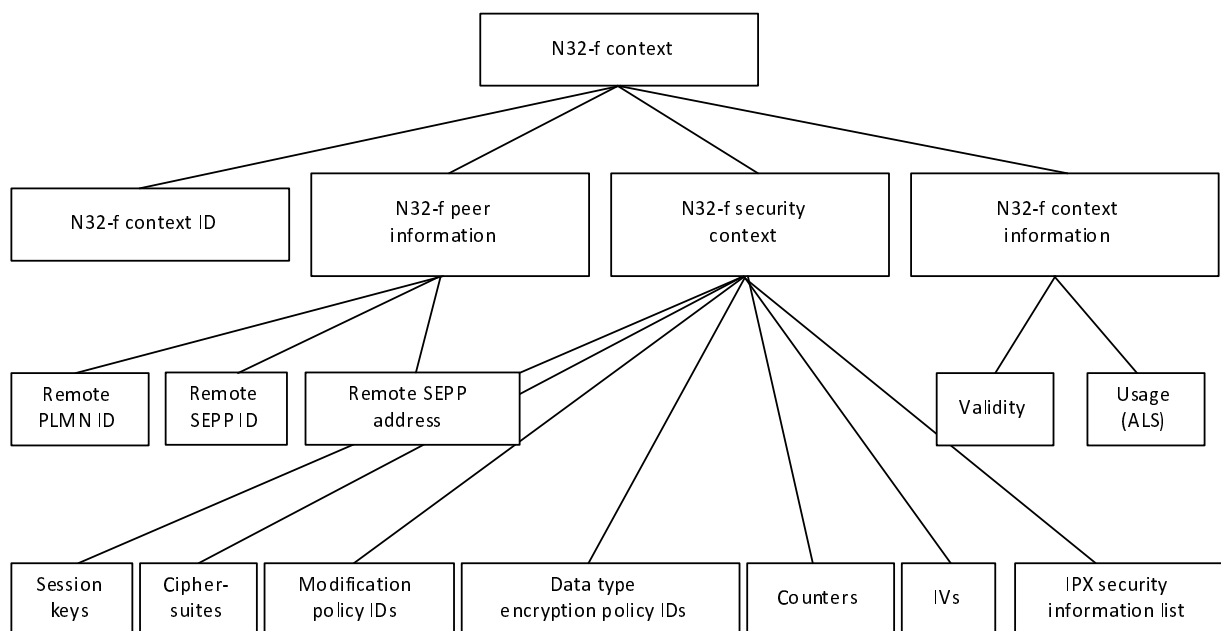 N32-f context
N32-f context ID
N32-f peer
information
N32-f security
context
N32-f context
information
Remote
PLMN ID
Remote
SEPP ID
Remote SEPP
address
Validity
Usage
(ALS)
Session
keys
Cipher-
suites
Modification
policy IDs
Data type
encryption policy IDs
Counters
IVs
IPX security
information list